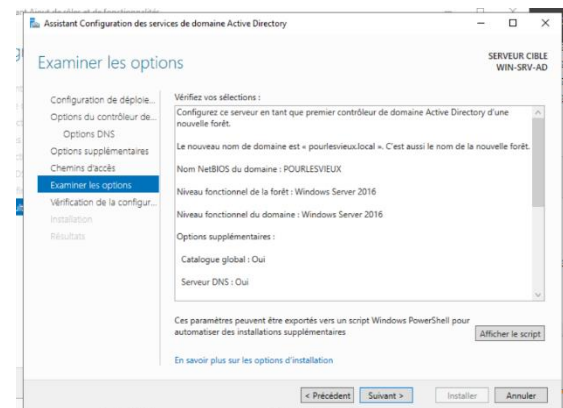 Assistant Configuration des services de domaine Active Directory
Examiner les options
SERVEUR CIBLE
WIN-SRV-AD
Configuration de déploie...
Options du contrôleur de...
Options DNS
Options supplémentaires
Chemins d'accès
Examiner les options
Vérification de la configur...
Installation
Résultats
Vérifiez vos sélections :
Configurez ce serveur en tant que premier contrôleur de domaine Active Directory d'une
nouvelle forêt.
Le nouveau nom de domaine est « pourlesvieux.local ». C'est aussi le nom de la nouvelle forêt.
Nom NetBIOS du domaine : POURLESVIEUX
Niveau fonctionnel de la forêt : Windows Server 2016
Niveau fonctionnel du domaine : Windows Server 2016
Options supplémentaires :
Catalogue global : Oui
Serveur DNS : Oui
Ces paramètres peuvent être exportés vers un script Windows PowerShell pour
automatiser des installations supplémentaires
Afficher le script
En savoir plus sur les options d'installation
< Précédent
Suivant >
Installer
Annuler